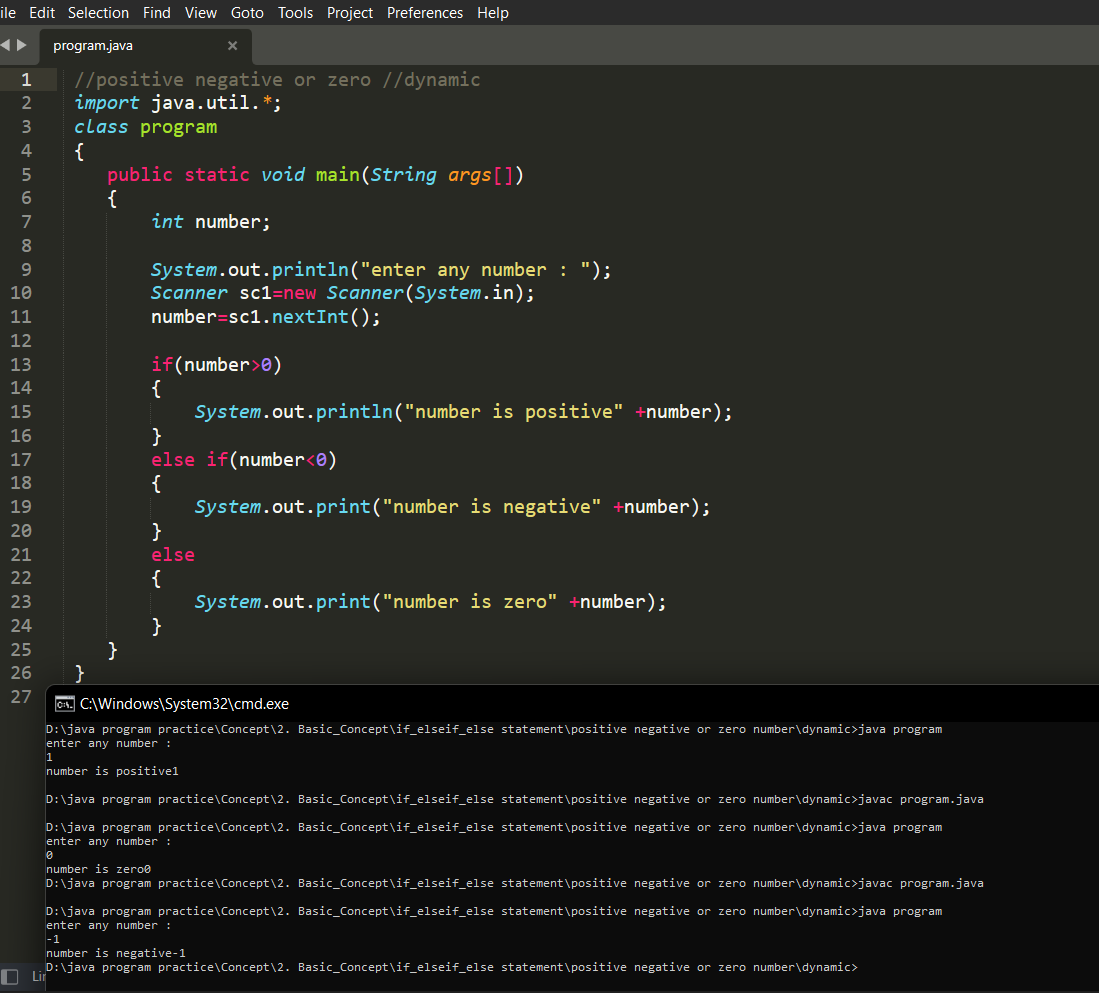 ile Edit Selection Find View Goto Tools Project Preferences Help
program.java
1 //positive negative or zero //dynamic
2 import java.util.*;
3 class program
4 {
5 public static void main(String args[])
6 {
7 int number;
8
9 System.out.println("enter any number : ");
10 Scanner sc1=new Scanner(System.in);
11 number=sc1.nextInt();
12
13 if(number>0)
14 {
15 System.out.println("number is positive" +number);
16 }
17 else if(number<0)
18 {
19 System.out.print("number is negative" +number);
20 }
21 else
22 {
23 System.out.print("number is zero" +number);
24 }
25 }
26 }
27
C:\Windows\System32\cmd.exe
D:\java program practice\Concept\2. Basic_Concept\if_elseif_else statement\positive negative or zero number\dynamic>java program
enter any number :
1
number is positive1
D:\java program practice\Concept\2. Basic_Concept\if_elseif_else statement\positive negative or zero number\dynamic>javac program.java
D:\java program practice\Concept\2. Basic_Concept\if_elseif_else statement\positive negative or zero number\dynamic>java program
enter any number :
0
number is zero0
D:\java program practice\Concept\2. Basic_Concept\if_elseif_else statement\positive negative or zero number\dynamic>javac program.java
D:\java program practice\Concept\2. Basic_Concept\if_elseif_else statement\positive negative or zero number\dynamic>java program
enter any number :
-1
number is negative-1
D:\java program practice\Concept\2. Basic_Concept\if_elseif_else statement\positive negative or zero number\dynamic>